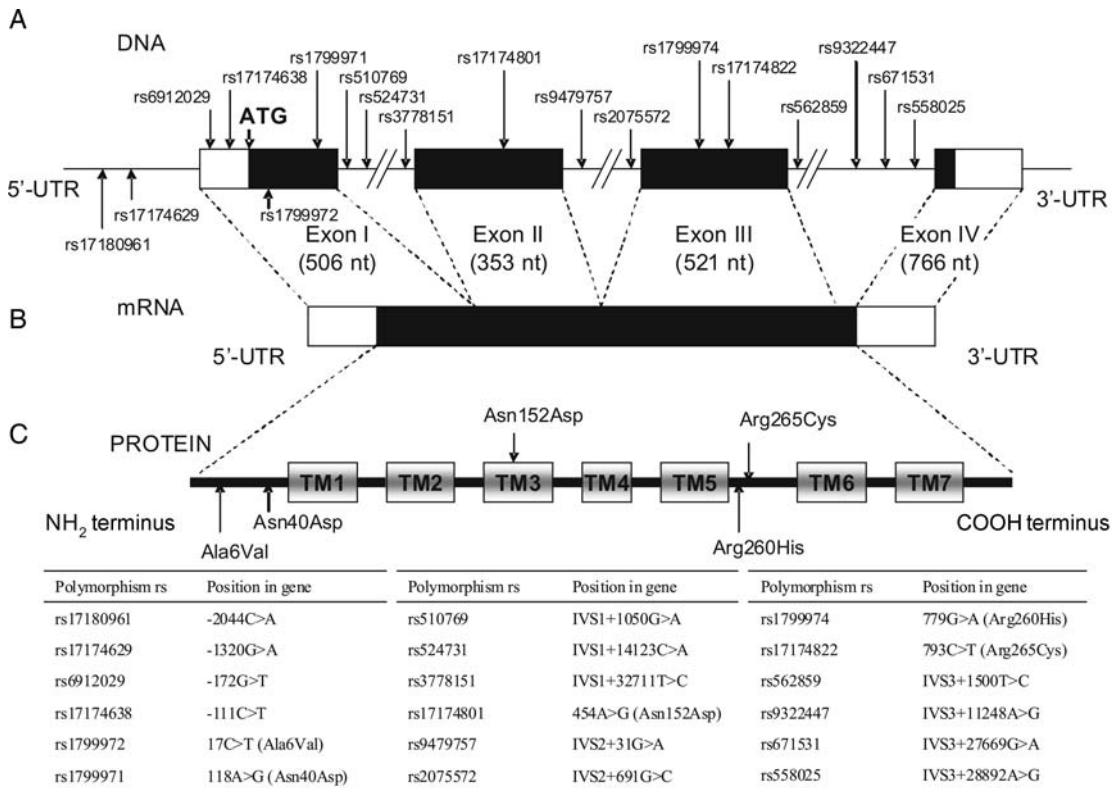 A
DNA
rs6912029
rs17174638
ATG
rs1799971
rs510769
rs524731
rs3778151
rs17174801
rs9479757
rs2075572
rs1799974
rs17174822
rs562859
rs9322447
rs671531
rs558025
5'-UTR
rs17180961
rs17174629
rs1799972
3'-UTR
Exon I
(506 nt)
Exon II
(353 nt)
Exon III
(521 nt)
Exon IV
(766 nt)
B
mRNA
5'-UTR
3'-UTR
C
PROTEIN
Asn152Asp
Arg265Cys
TM1 TM2 TM3 TM4 TM5 TM6 TM7
NH2 terminus
Asn40Asp
Ala6Val
Arg260His
COOH terminus
Polymorphism rs Position in gene Polymorphism rs Position in gene Polymorphism rs Position in gene
rs17180961 -2044C>A rs510769 IVS1+1050G>A rs1799974 779G>A (Arg260His)
rs17174629 -1320G>A rs524731 IVS1+14123C>A rs17174822 793C>T (Arg265Cys)
rs6912029 -172G>T rs3778151 IVS1+32711T>C rs562859 IVS3+1500T>C
rs17174638 -111C>T rs17174801 454A>G (Asn152Asp) rs9322447 IVS3+11248A>G
rs1799972 17C>T (Ala6Val) rs9479757 IVS2+31G>A rs671531 IVS3+27669G>A
rs1799971 118A>G (Asn40Asp) rs2075572 IVS2+691G>C rs558025 IVS3+28892A>G